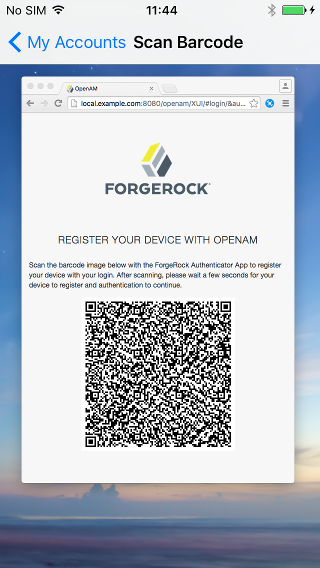 No SIM 11:44
My Accounts Scan Barcode
OpenAM
local.example.com:8080/openam/XUI/#login/&au...
FORGEROCK
REGISTER YOUR DEVICE WITH OPENAM
Scan the barcode image below with the ForgeRock Authenticator App to register
your device with your login. After scanning, please wait a few seconds for your
device to register and authentication to continue.